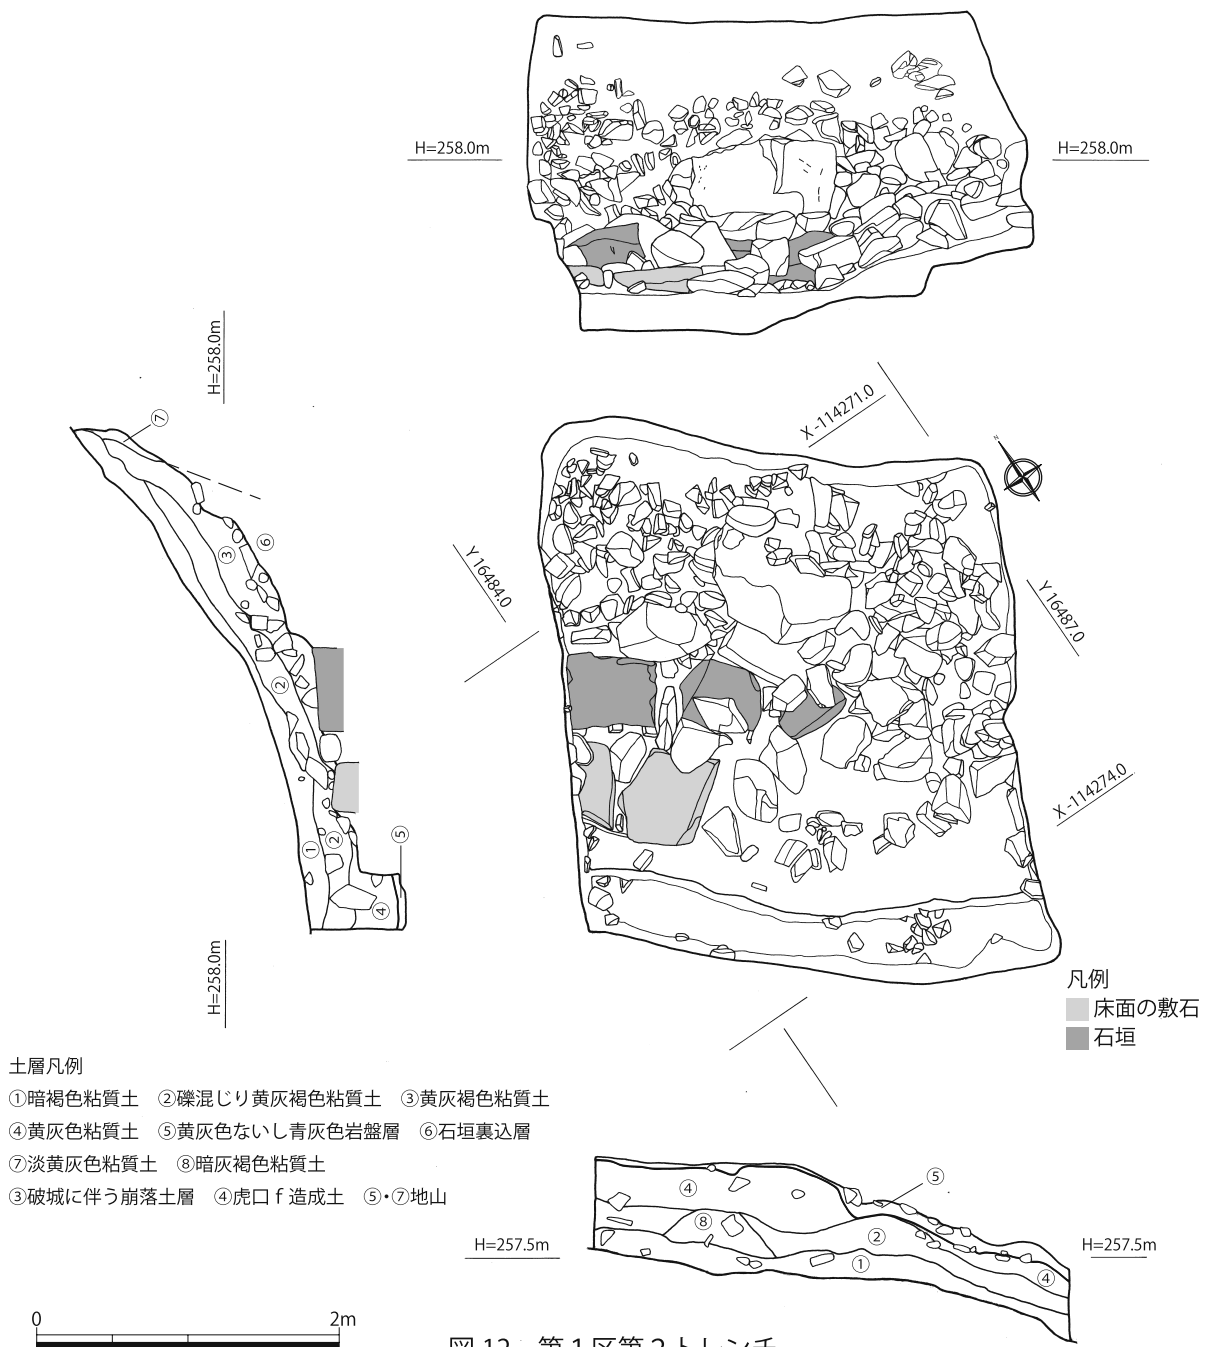 H=258.0m
H=258.0m
H=258.0m
⑦
③
⑥
②
①
②
⑤
④
H=258.0m
X -114271.0
N
Y 16484.0
Y 16487.0
X -114274.0
凡例
床面の敷石
石垣
土層凡例
①暗褐色粘質土　②礫混じり黄灰褐色粘質土　③黄灰褐色粘質土
④黄灰色粘質土　⑤黄灰色ないし青灰色岩盤層　⑥石垣裏込層
⑦淡黄灰色粘質土　⑧暗灰褐色粘質土
③破城に伴う崩落土層　④虎口 f 造成土　⑤・⑦地山
④
⑤
⑧
②
①
④
H=257.5m
H=257.5m
0
2m